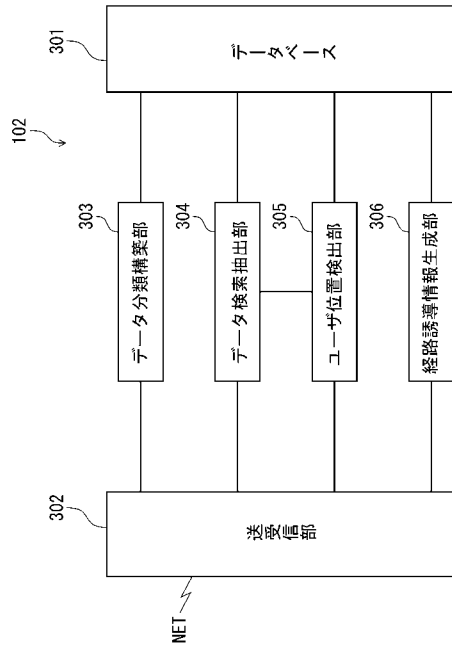 102
301
データベース
303
データ分類構築部
304
データ検索抽出部
305
ユーザ位置検出部
306
経路誘導情報生成部
302
送受信部
NET